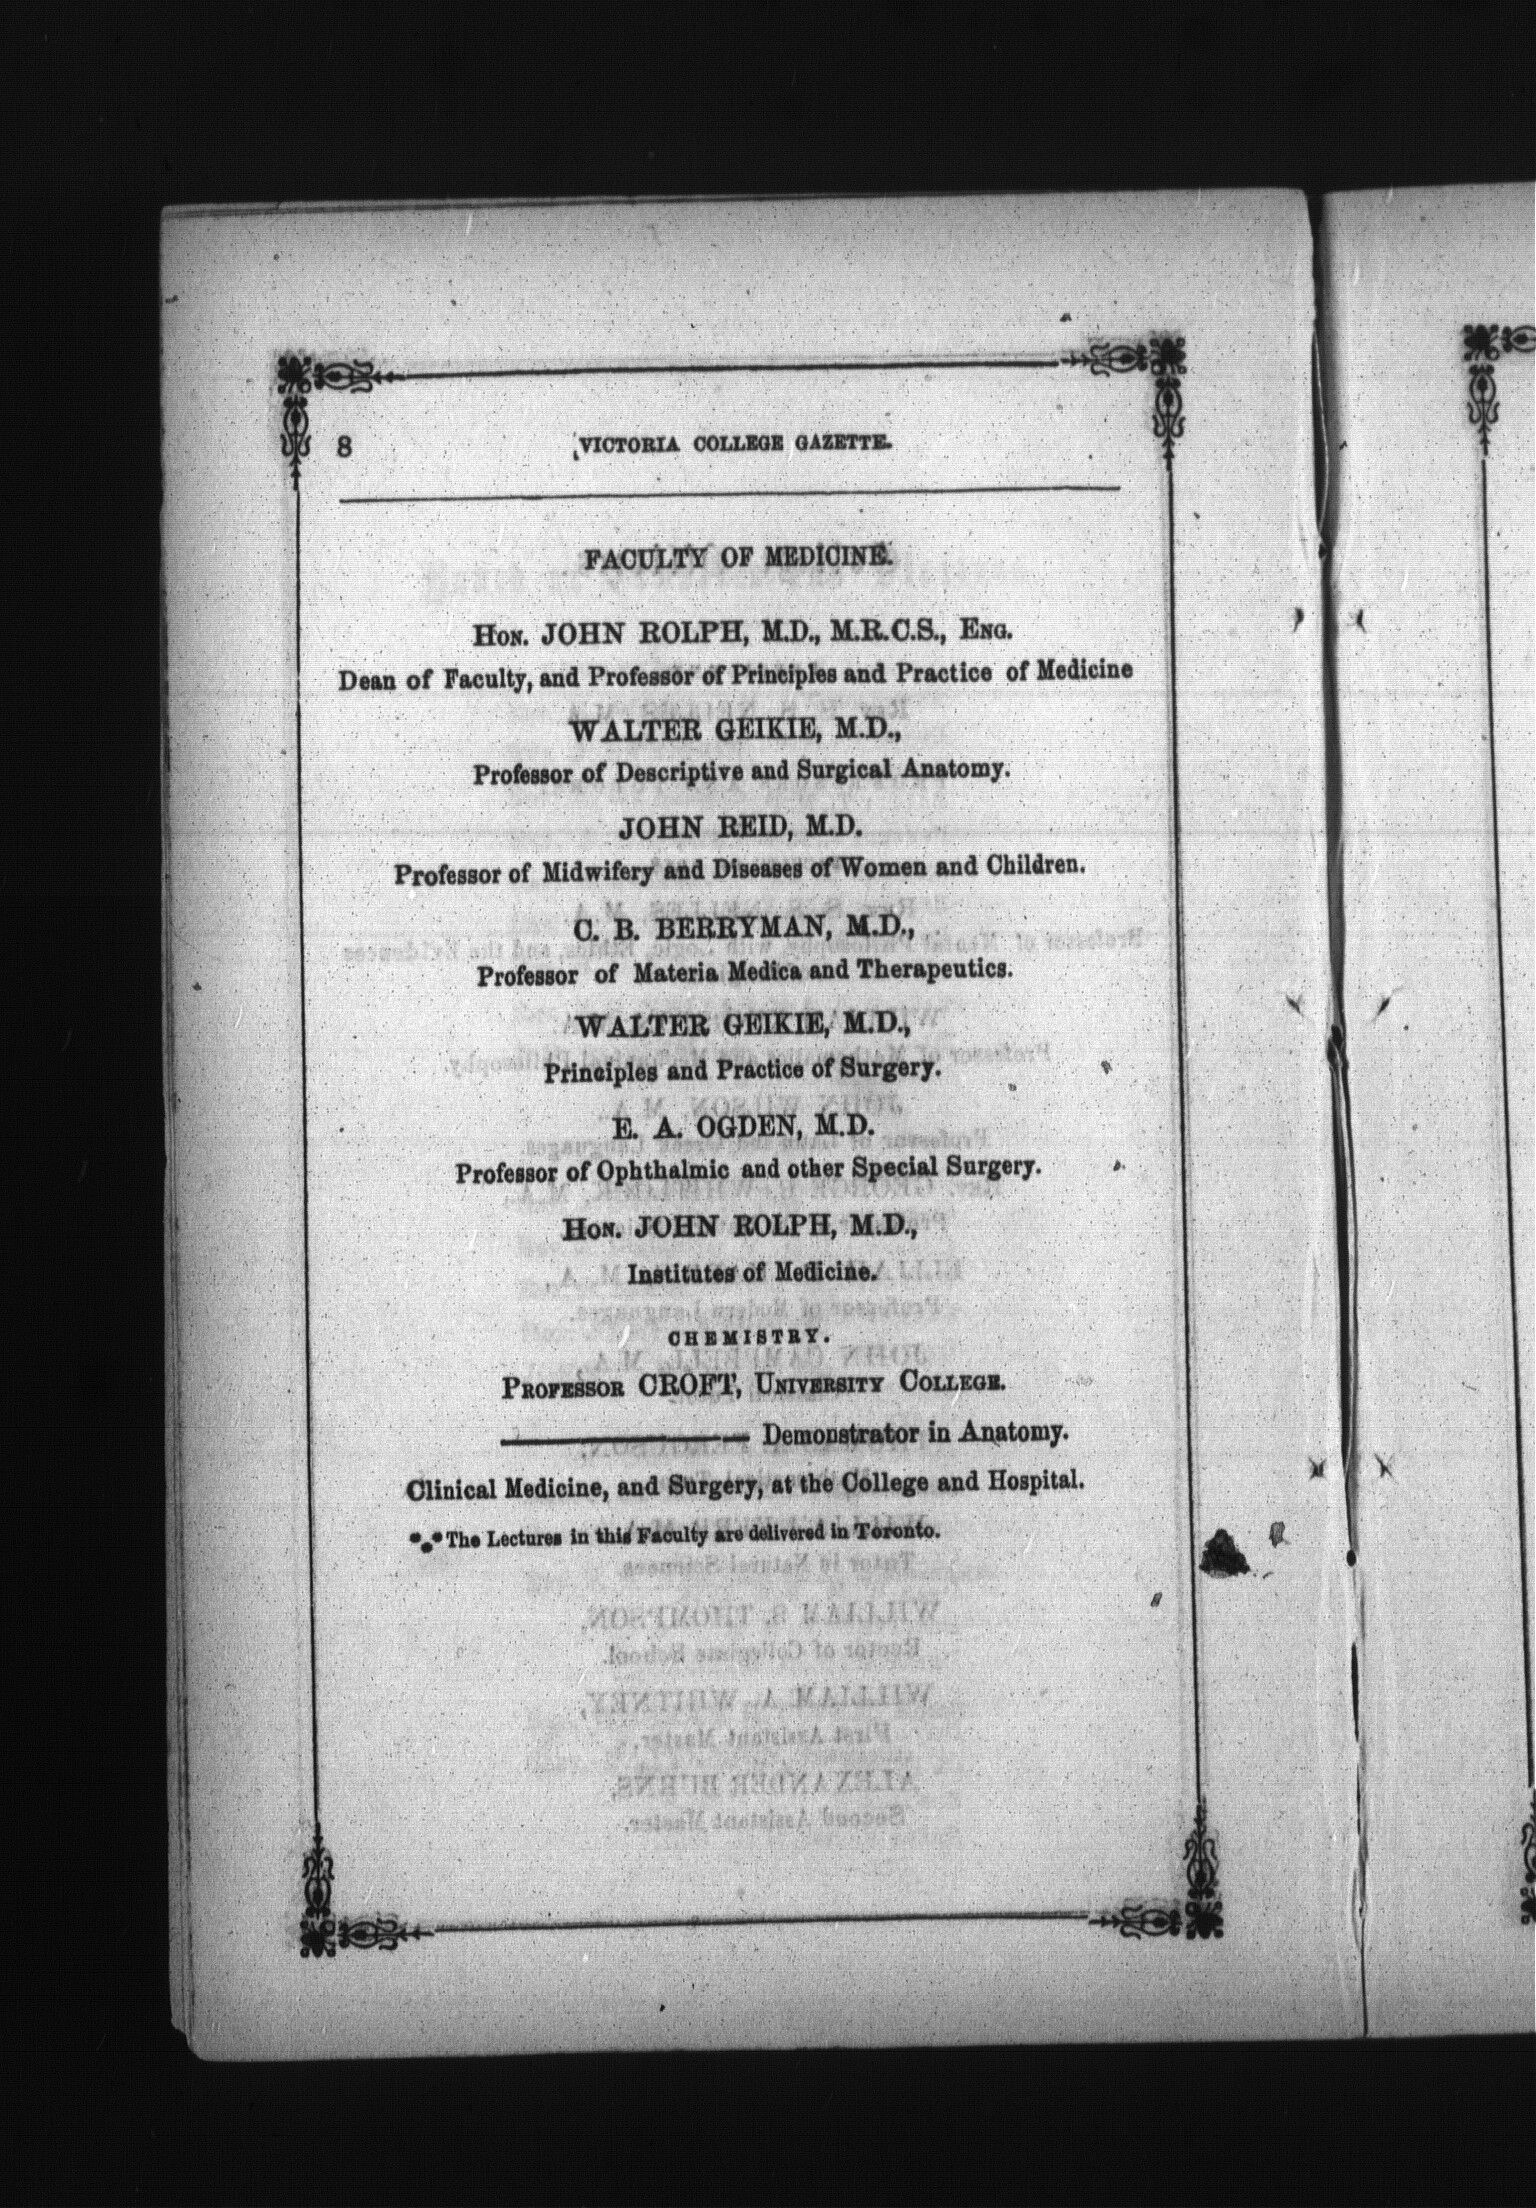 8 VICTORIA COLLEGE GAZETTE.
FACULTY OF MEDICINE.
HON. JOHN ROLPH, M.D., M.R.C.S., ENG.
Dean of Faculty, and Professor of Principles and Practice of Medicine
WALTER GEIKIE, M.D.,
Professor of Descriptive and Surgical Anatomy.
JOHN REID, M.D.
Professor of Midwifery and Diseases of Women and Children.
C. B. BERRYMAN, M.D.,
Professor of Materia Medica and Therapeutics.
WALTER GEIKIE, M.D.,
Principles and Practice of Surgery.
E. A. OGDEN, M.D.
Professor of Ophthalmic and other Special Surgery.
HON. JOHN ROLPH, M.D.,
Institutes of Medicine.
CHEMISTRY.
PROFESSOR CROFT, UNIVERSITY COLLEGE.
——— Demonstrator in Anatomy.
Clinical Medicine, and Surgery, at the College and Hospital.
*⁎* The Lectures in this Faculty are delivered in Toronto.